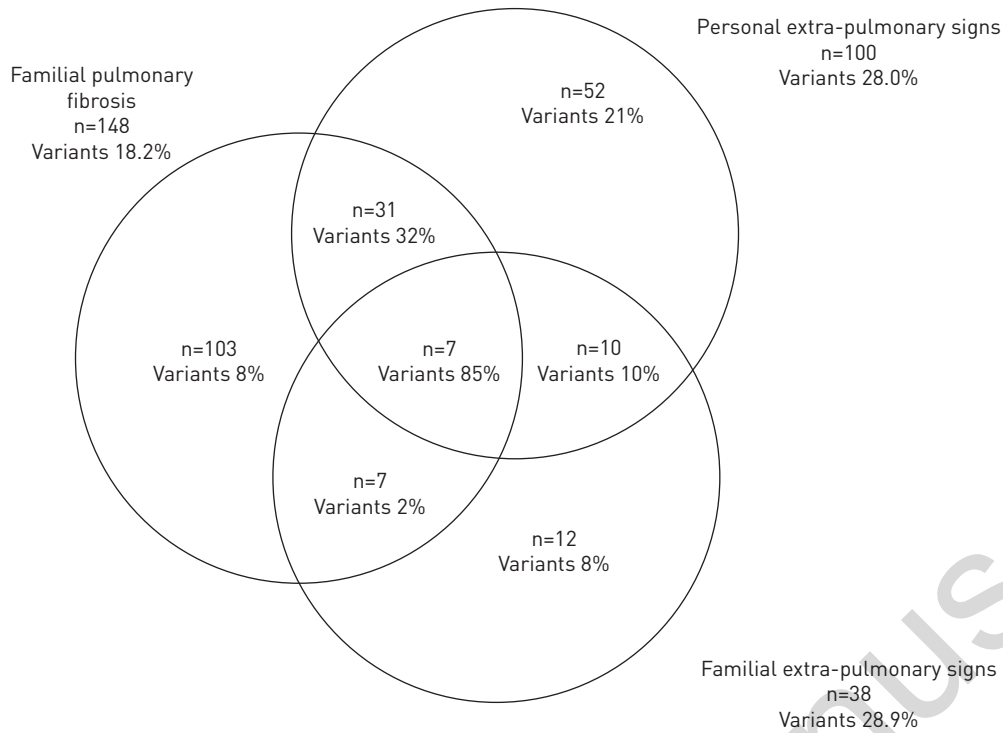 Personal extra-pulmonary signs
n=100
Variants 28.0%
Familial pulmonary
fibrosis
n=148
Variants 18.2%
n=52
Variants 21%
n=31
Variants 32%
n=103
Variants 8%
n=7
Variants 85%
n=10
Variants 10%
n=7
Variants 2%
n=12
Variants 8%
Familial extra-pulmonary signs
n=38
Variants 28.9%